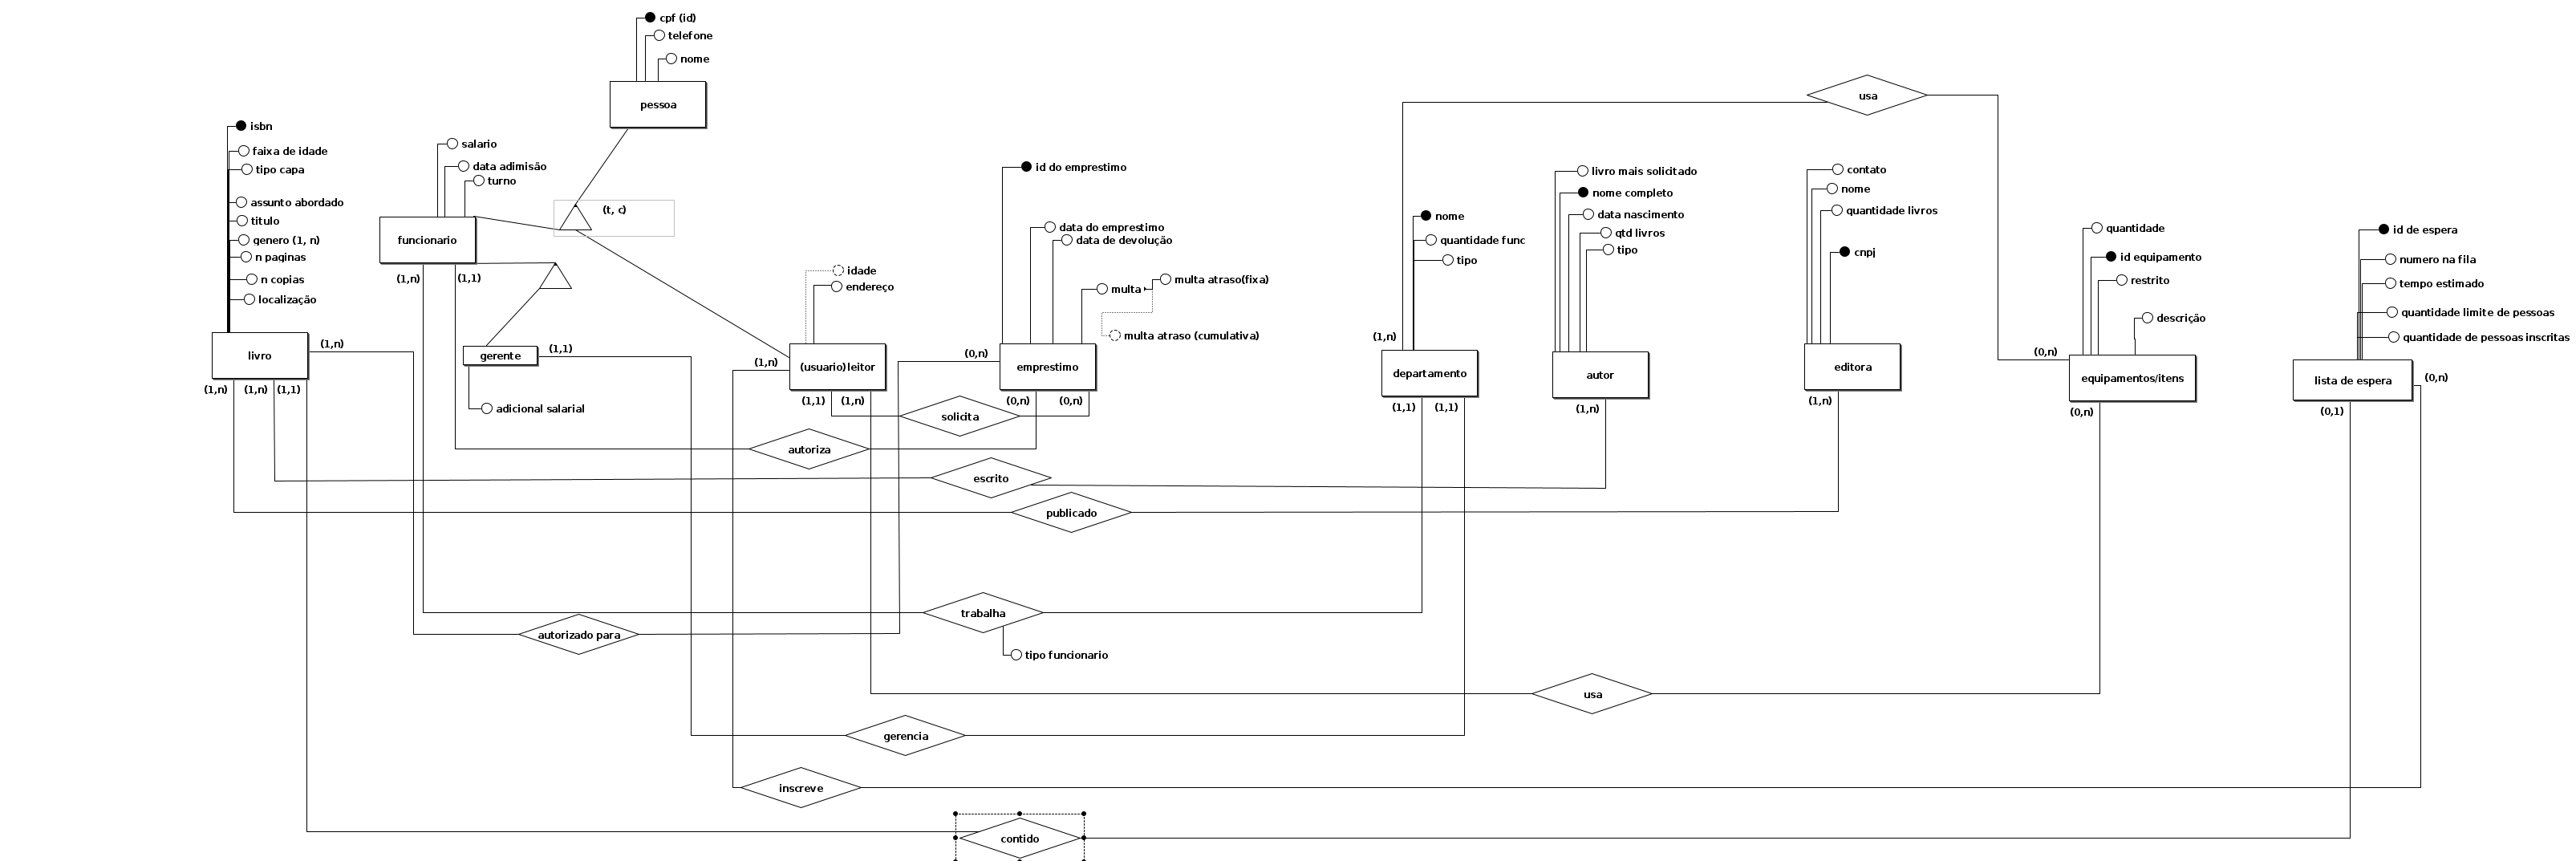 cpf (id)
telefone
nome
pessoa
usa
isbn
faixa de idade
tipo capa
assunto abordado
titulo
genero (1, n)
n paginas
n copias
localização
livro
(1,n)
(1,n)
(1,n)
(1,1)
salario
data adimisão
turno
funcionario
(1,n)
(1,1)
(t, c)
gerente
(1,1)
adicional salarial
idade
endereço
(usuario)leitor
(1,n)
(1,1)
(1,n)
id do emprestimo
data do emprestimo
data de devolução
multa
multa atraso(fixa)
multa atraso (cumulativa)
emprestimo
(0,n)
(0,n)
(0,n)
nome
quantidade func
tipo
departamento
(1,n)
(1,1)
(1,1)
livro mais solicitado
nome completo
data nascimento
qtd livros
tipo
autor
(1,n)
contato
nome
quantidade livros
cnpj
editora
(1,n)
quantidade
id equipamento
restrito
descrição
equipamentos/itens
(0,n)
(0,n)
id de espera
numero na fila
tempo estimado
quantidade limite de pessoas
quantidade de pessoas inscritas
lista de espera
(0,n)
(0,1)
solicita
autoriza
escrito
publicado
trabalha
autorizado para
tipo funcionario
usa
gerencia
inscreve
contido